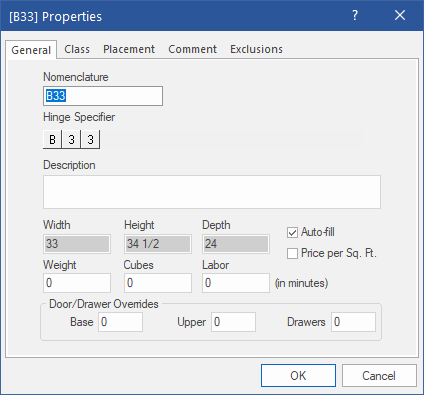 [B33] Properties ?
General Class Placement Comment Exclusions
Nomenclature
B33
Hinge Specifier
B 3 3
Description
Width Height Depth
33 34 1/2 24
Auto-fill
Price per Sq. Ft.
Weight Cubes Labor
0 0 0 (in minutes)
Door/Drawer Overrides
Base 0 Upper 0 Drawers 0
OK Cancel